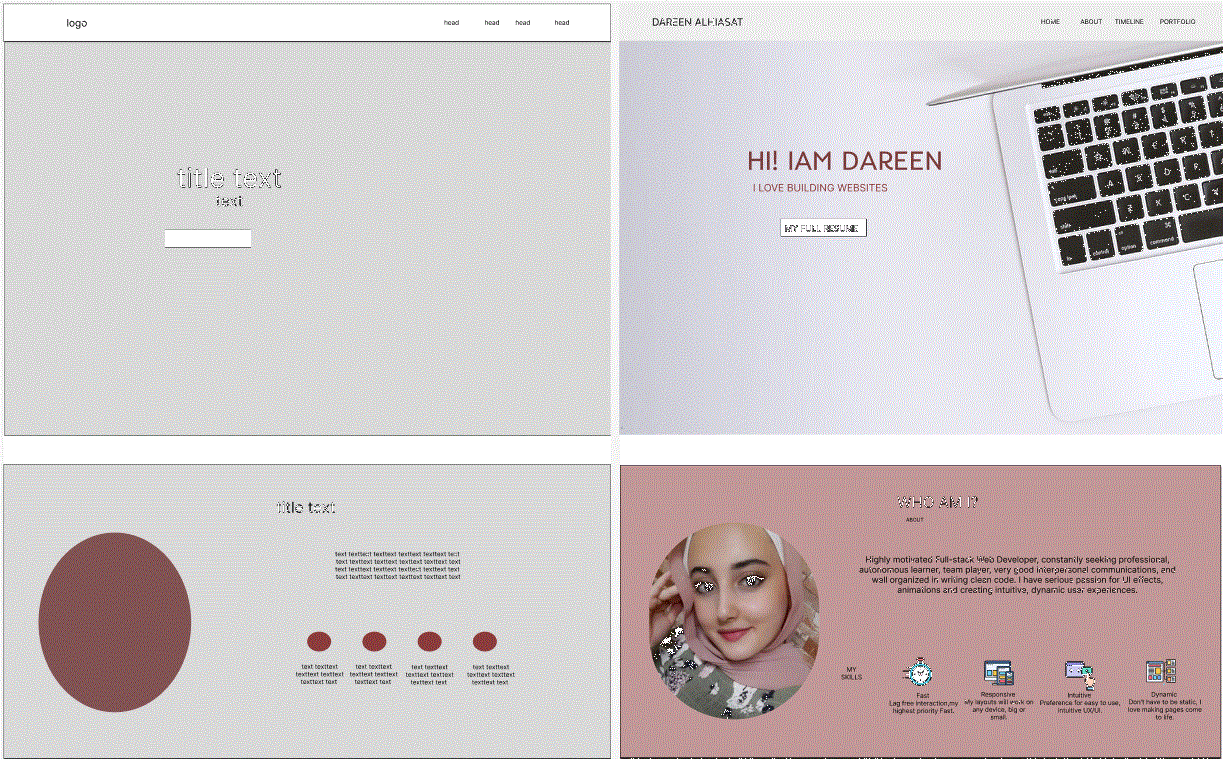 logo
head head head head
title text
text
DAREEN ALHIASAT
HOME ABOUT TIMELINE PORTFOLIO
HI! IAM DAREEN
I LOVE BUILDING WEBSITES
MY FULL RESUME
title text
text texttext texttext texttext texttext text
text texttext texttext texttext texttext text
text texttext texttext texttext texttext text
text texttext texttext texttext texttext text
text texttext
texttext texttext
texttext text
text texttext
texttext texttext
texttext text
text texttext
texttext texttext
texttext text
text texttext
texttext texttext
texttext text
WHO AM I?
ABOUT
Highly motivated Full-stack Web Developer, constantly seeking professional,
autonomous learner, team player, very good interpersonal communications, and
well organized in writing clean code. I have serious passion for UI effects,
animations and creating intuitive, dynamic user experiences.
MY
SKILLS
Fast
Lag free interaction,my
highest priority Fast.
Responsive
My layouts will work on
any device, big or
small.
Intuitive
Preference for easy to use,
intuitive UX/UI.
Dynamic
Don't have to be static, I
love making pages come
to life.